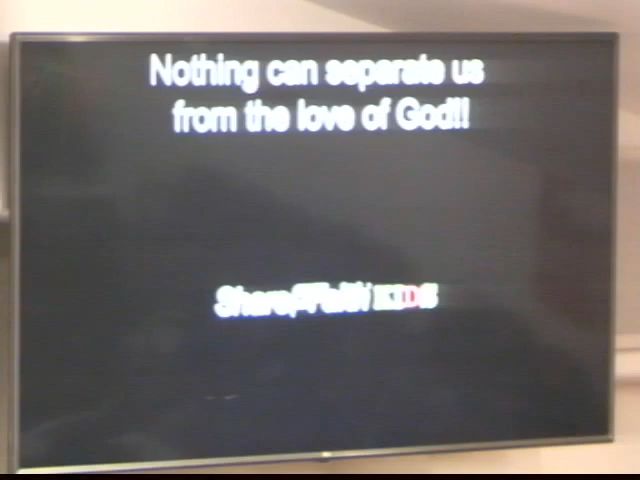 Nothing can separate us
from the love of God!!
ShareFaith KIDS